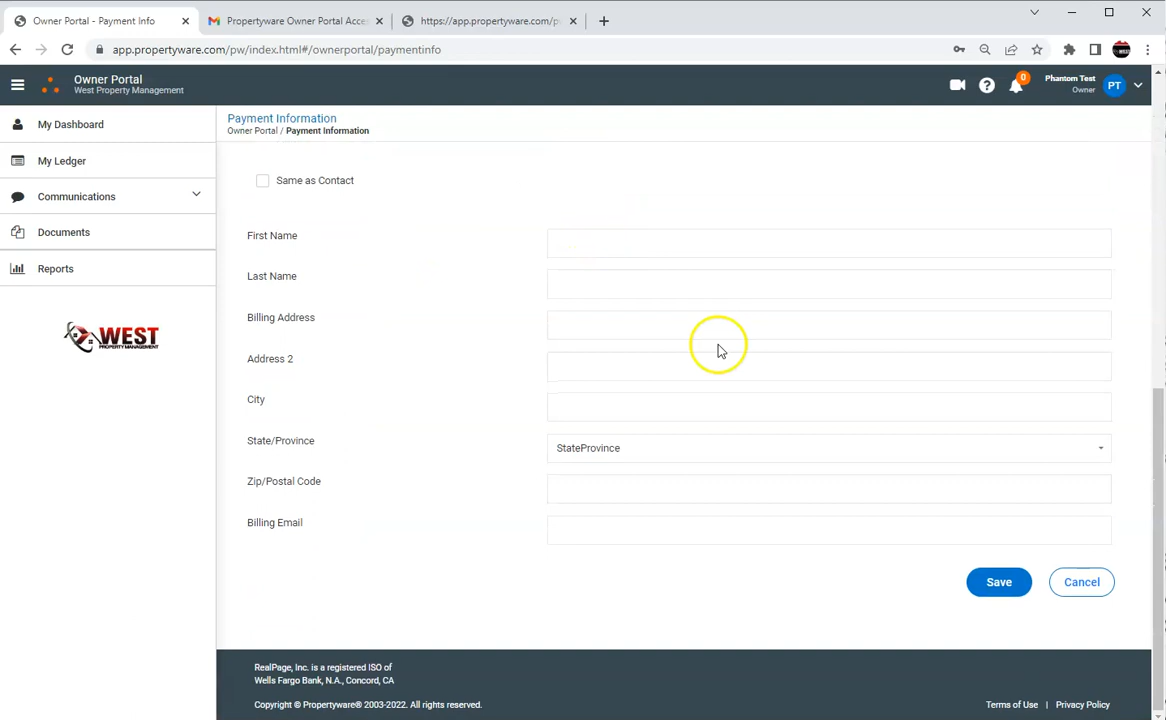 Owner Portal - Payment Info
Propertyware Owner Portal Acce
https://app.propertyware.com/p
app.propertyware.com/pw/index.html#/ownerportal/paymentinfo
Owner Portal
West Property Management
0
Phantom Test
Owner
PT
My Dashboard
My Ledger
Communications
Documents
Reports
WEST
PROPERTY MANAGEMENT
Payment Information
Owner Portal / Payment Information
Same as Contact
First Name
Last Name
Billing Address
Address 2
City
State/Province
StateProvince
Zip/Postal Code
Billing Email
Save
Cancel
RealPage, Inc. is a registered ISO of
Wells Fargo Bank, N.A., Concord, CA
Copyright © Propertyware® 2003-2022. All rights reserved.
Terms of Use | Privacy Policy